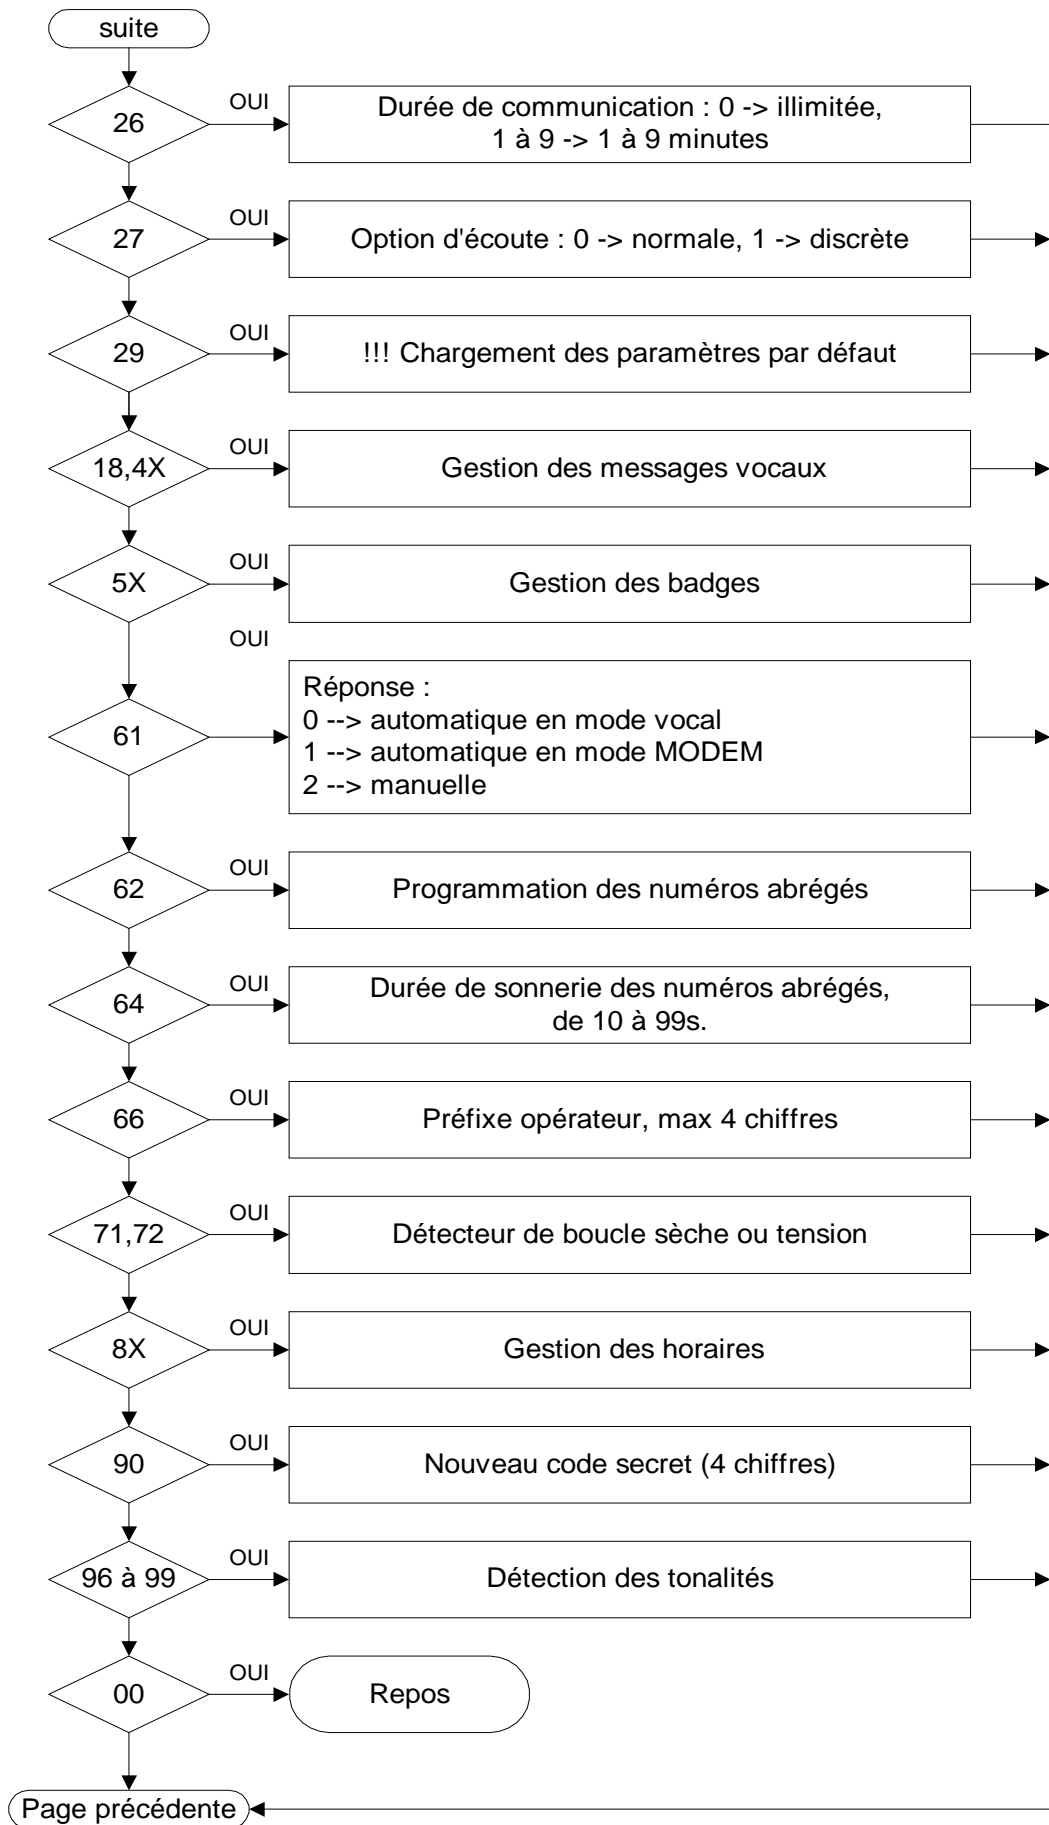 suite
26
OUI
Durée de communication : 0 -> illimitée,
1 à 9 -> 1 à 9 minutes
27
OUI
Option d'écoute : 0 -> normale, 1 -> discrète
29
OUI
!!! Chargement des paramètres par défaut
18,4X
OUI
Gestion des messages vocaux
5X
OUI
Gestion des badges
61
OUI
Réponse :
0 --> automatique en mode vocal
1 --> automatique en mode MODEM
2 --> manuelle
62
OUI
Programmation des numéros abrégés
64
OUI
Durée de sonnerie des numéros abrégés,
de 10 à 99s.
66
OUI
Préfixe opérateur, max 4 chiffres
71,72
OUI
Détecteur de boucle sèche ou tension
8X
OUI
Gestion des horaires
90
OUI
Nouveau code secret (4 chiffres)
96 à 99
OUI
Détection des tonalités
00
OUI
Repos
Page précédente